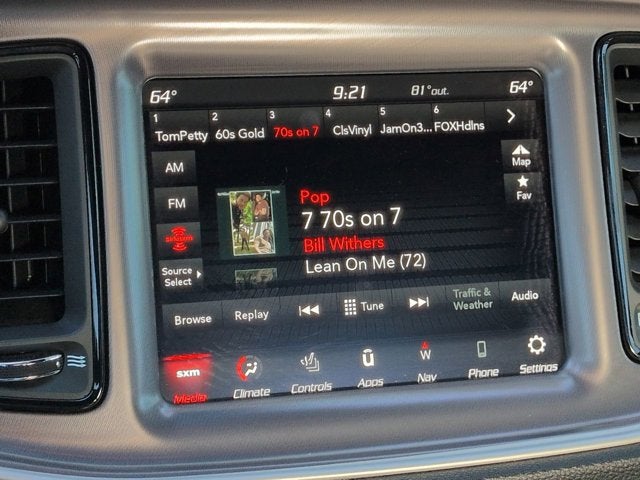 64° 9:21 81°out. 64°
1 2 3 4 5 6
TomPetty 60s Gold 70s on 7 ClsVinyl JamOn3... FOXHdlns
AM
Map
FM
Fav
SiriusXM
Source
Select
Pop
7 70s on 7
Bill Withers
Lean On Me (72)
Browse Replay Tune Traffic & Weather Audio
sxm
W
Media Climate Controls Apps Nav Phone Settings